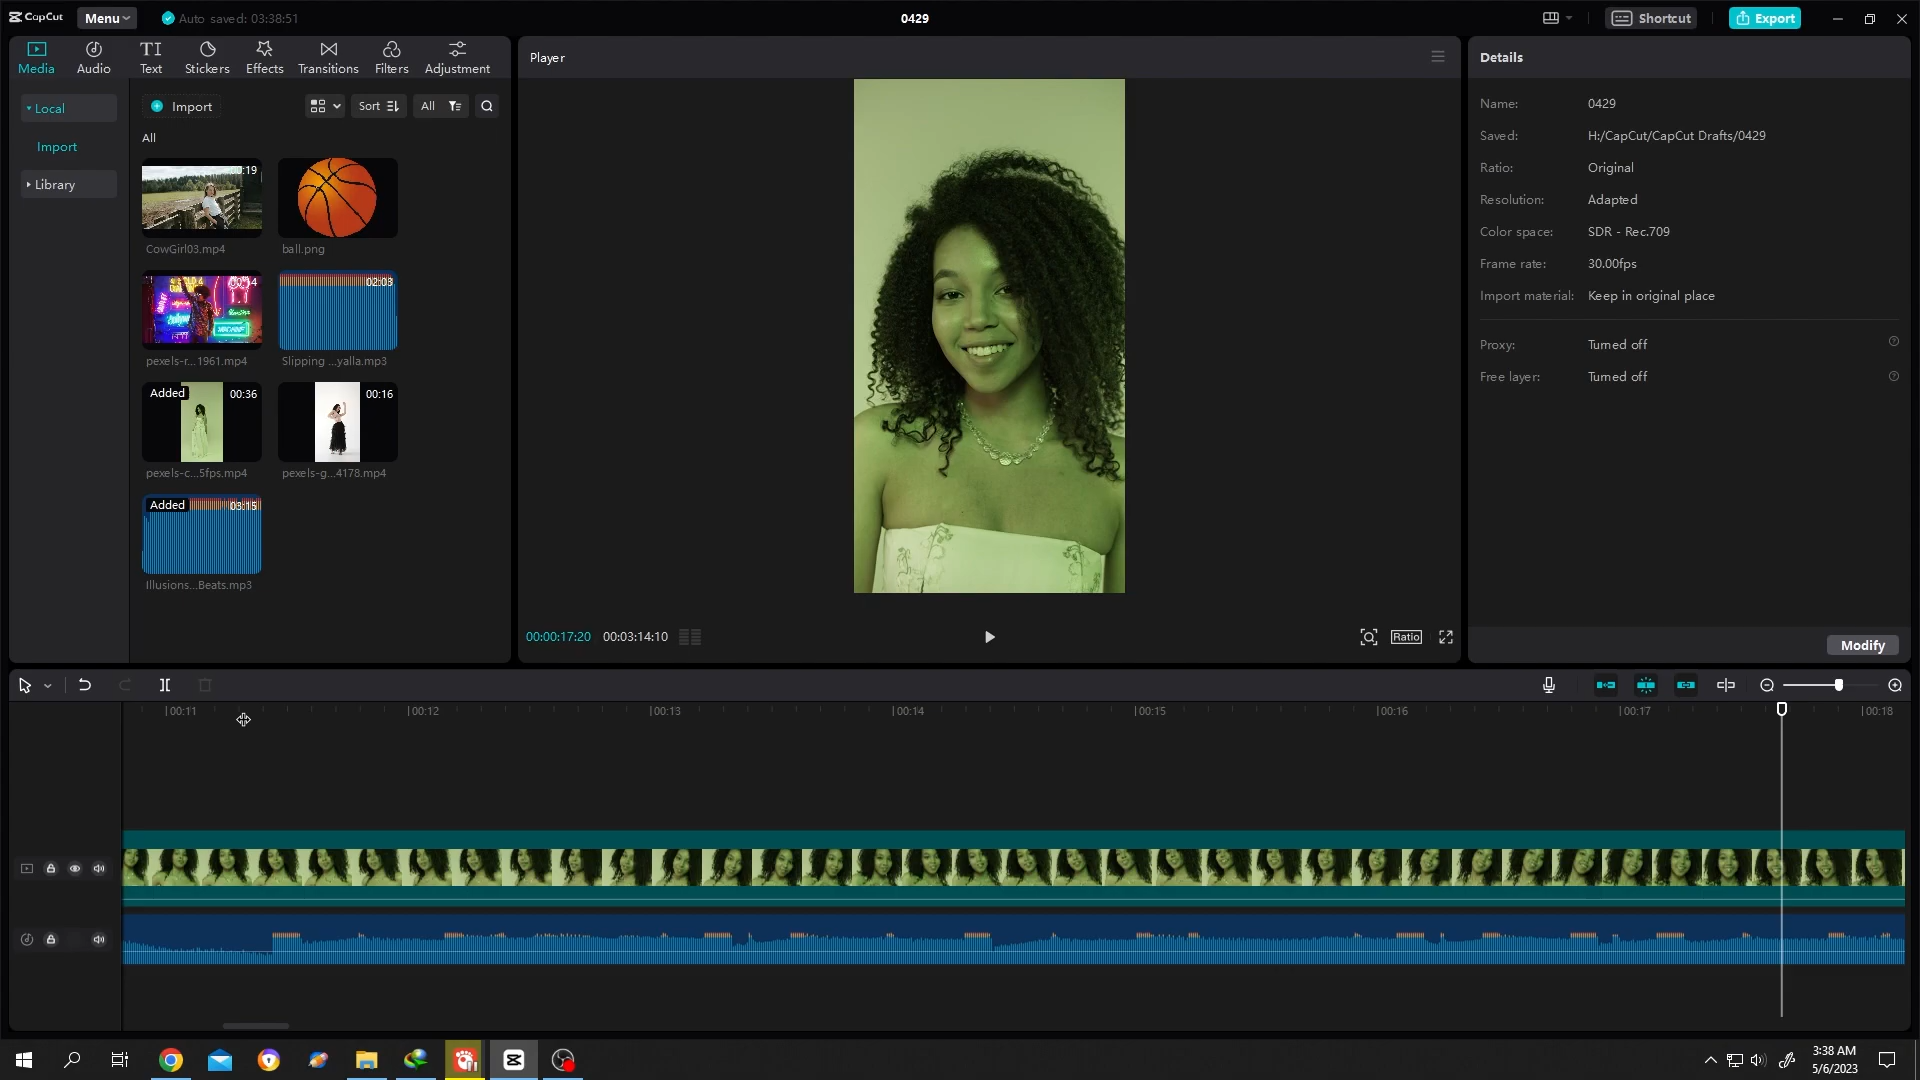 CapCut
Menu
Auto saved: 03:38:51
0429
Shortcut
Export
Media
Audio
TI
Text
Stickers
Effects
Transitions
Filters
Adjustment
Local
Import
Library
Import
Sort
All
All
00:19
CowGirl03.mp4
ball.png
pexels-r...1961.mp4
02:03
Slipping ...yalla.mp3
Added
00:36
pexels-c...5fps.mp4
00:16
pexels-g...4178.mp4
Added
03:15
Illusions...Beats.mp3
Player
00:00:17:20
00:03:14:10
Ratio
Details
Name:
0429
Saved:
H:/CapCut/CapCut Drafts/0429
Ratio:
Original
Resolution:
Adapted
Color space:
SDR - Rec.709
Frame rate:
30.00fps
Import material:
Keep in original place
Proxy:
Turned off
Free layer:
Turned off
Modify
00:11
00:12
00:13
00:14
00:15
00:16
00:17
00:18
3:38 AM
5/6/2023